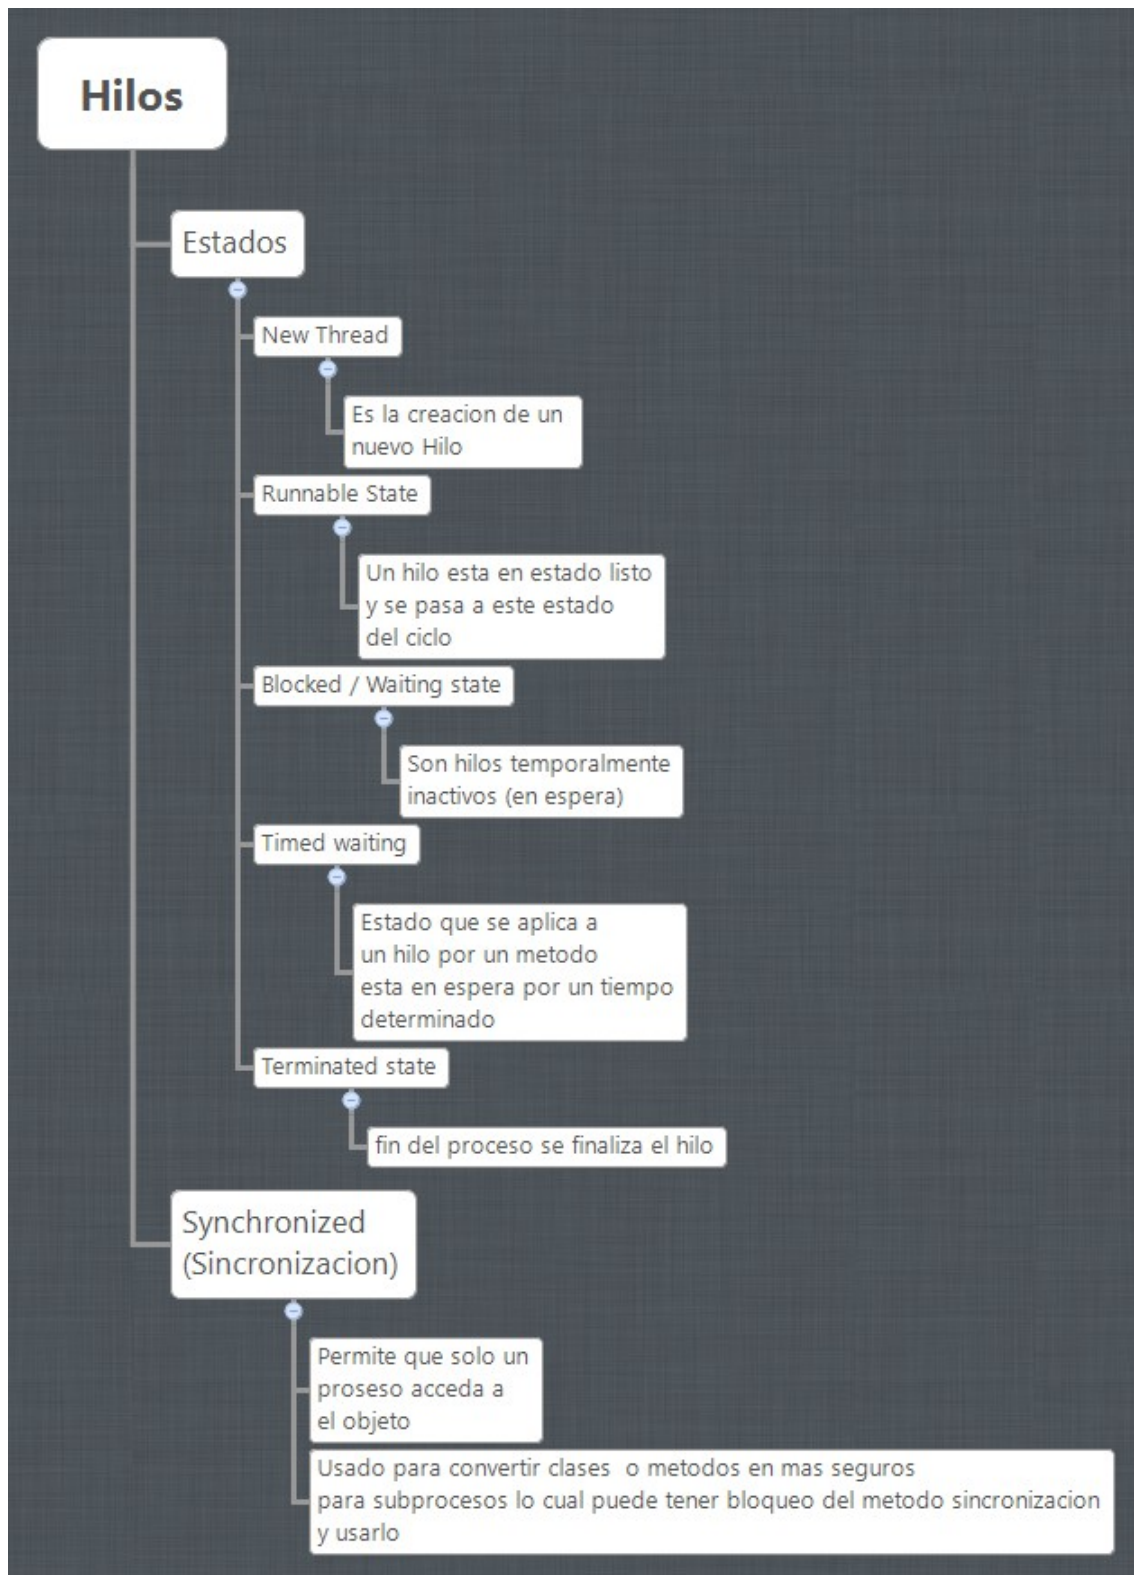 Hilos
Estados
New Thread
Es la creacion de un
nuevo Hilo
Runnable State
Un hilo esta en estado listo
y se pasa a este estado
del ciclo
Blocked / Waiting state
Son hilos temporalmente
inactivos (en espera)
Timed waiting
Estado que se aplica a
un hilo por un metodo
esta en espera por un tiempo
determinado
Terminated state
fin del proceso se finaliza el hilo
Synchronized
(Sincronizacion)
Permite que solo un
proseso acceda a
el objeto
Usado para convertir clases  o metodos en mas seguros
para subprocesos lo cual puede tener bloqueo del metodo sincronizacion
y usarlo